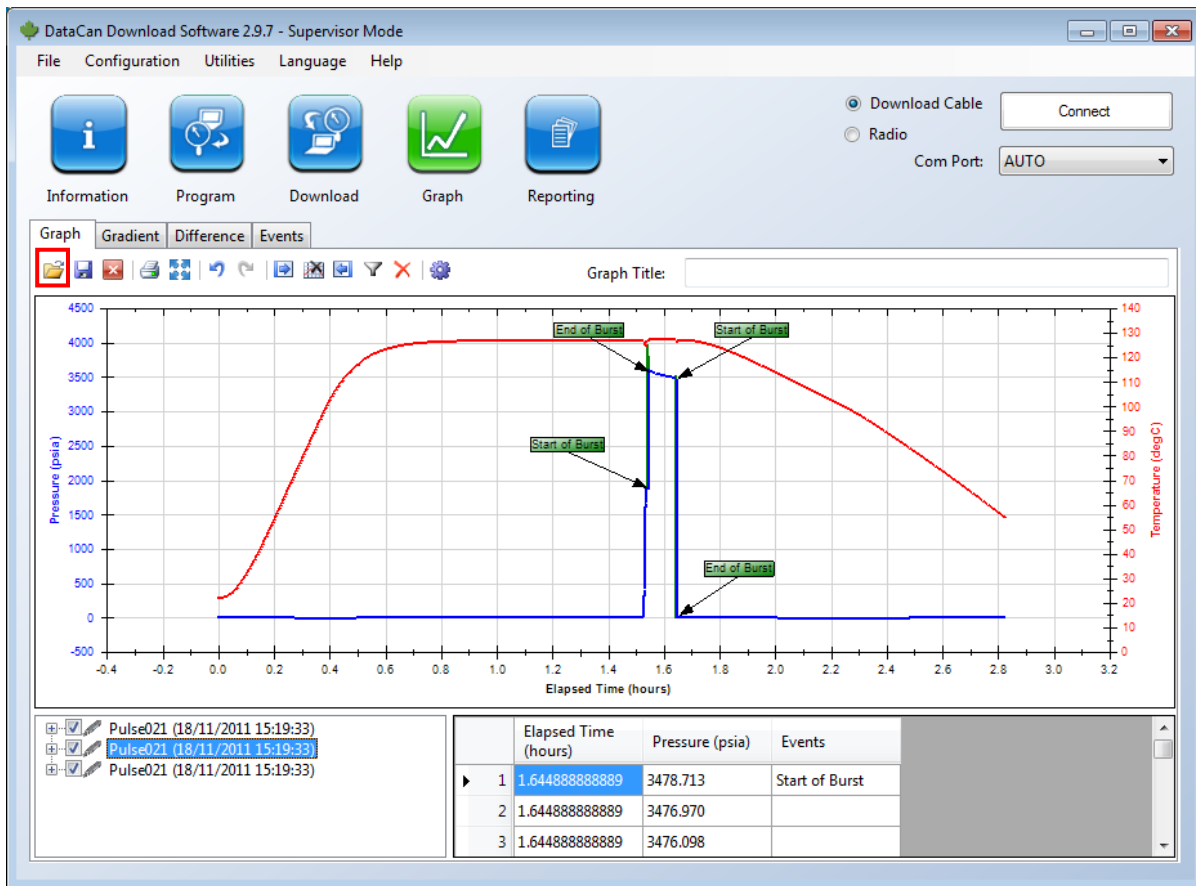 DataCan Download Software 2.9.7 - Supervisor Mode
File Configuration Utilities Language Help
Download Cable
Connect
Radio
Com Port: AUTO
Information Program Download Graph Reporting
Graph Gradient Difference Events
Graph Title:
4500 140
4000 130
3500 120
3000 110
2500 100
2000 90
1500 80
1000 70
500 60
0 50
-500 40
30
20
10
0
Pressure (psia)
Temperature (degC)
End of Burst Start of Burst
Start of Burst
End of Burst
-0.4 -0.2 0.0 0.2 0.4 0.6 0.8 1.0 1.2 1.4 1.6 1.8 2.0 2.2 2.4 2.6 2.8 3.0 3.2
Elapsed Time (hours)
Pulse021 (18/11/2011 15:19:33)
Pulse021 (18/11/2011 15:19:33)
Pulse021 (18/11/2011 15:19:33)
Elapsed Time (hours) Pressure (psia) Events
1 1.644888888889 3478.713 Start of Burst
2 1.644888888889 3476.970
3 1.644888888889 3476.098